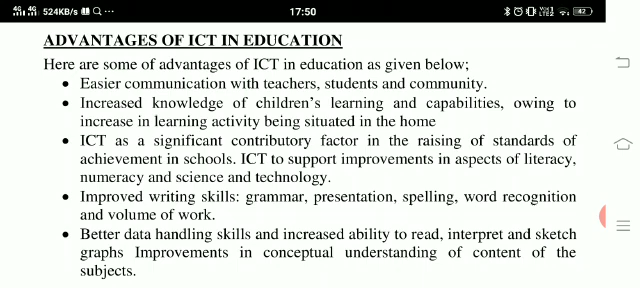 4G 4G 524KB/s Q ... 17:50 42
ADVANTAGES OF ICT IN EDUCATION
Here are some of advantages of ICT in education as given below;
• Easier communication with teachers, students and community.
• Increased knowledge of children's learning and capabilities, owing to
increase in learning activity being situated in the home
• ICT as a significant contributory factor in the raising of standards of
achievement in schools. ICT to support improvements in aspects of literacy,
numeracy and science and technology.
• Improved writing skills: grammar, presentation, spelling, word recognition
and volume of work.
• Better data handling skills and increased ability to read, interpret and sketch
graphs Improvements in conceptual understanding of content of the
subjects.